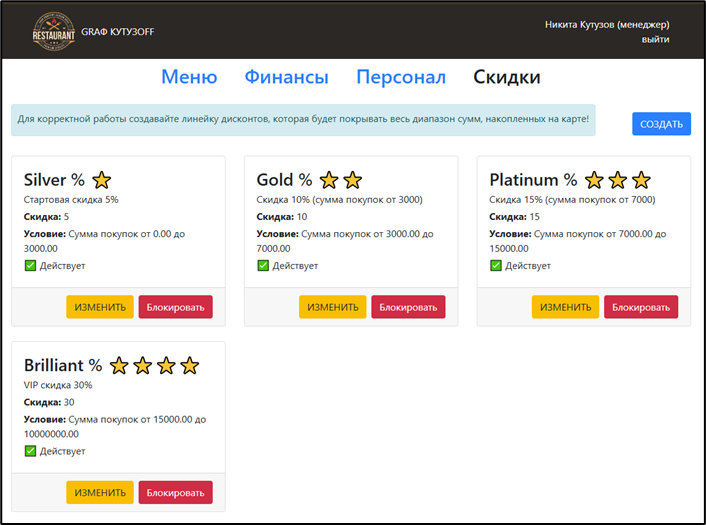 RESTAURANT
GRAФ КУТУЗOFF
Никита Кутузов (менеджер)
выйти
Меню Финансы Персонал Скидки
Для корректной работы создавайте линейку дисконтов, которая будет покрывать весь диапазон сумм, накопленных на карте!
СОЗДАТЬ
Silver %
Стартовая скидка 5%
Скидка: 5
Условие: Сумма покупок от 0.00 до
3000.00
Действует
ИЗМЕНИТЬ Блокировать
Gold %
Скидка 10% (сумма покупок от 3000)
Скидка: 10
Условие: Сумма покупок от 3000.00 до
7000.00
Действует
ИЗМЕНИТЬ Блокировать
Platinum %
Скидка 15% (сумма покупок от 7000)
Скидка: 15
Условие: Сумма покупок от 7000.00 до
15000.00
Действует
ИЗМЕНИТЬ Блокировать
Brilliant %
VIP скидка 30%
Скидка: 30
Условие: Сумма покупок от 15000.00 до
10000000.00
Действует
ИЗМЕНИТЬ Блокировать